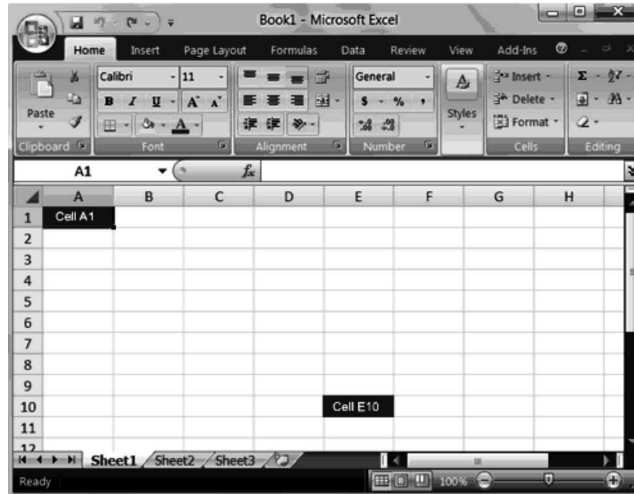 Book1 - Microsoft Excel
Home Insert Page Layout Formulas Data Review View Add-Ins
Paste
Calibri 11
B I U A A
A
General
$ % ,
Styles
Insert
Delete
Format
Σ
Clipboard Font Alignment Number Cells Editing
A1 fx
A B C D E F G H
1 Cell A1
2
3
4
5
6
7
8
9
10 Cell E10
11
12
Sheet1 Sheet2 Sheet3
Ready 100%